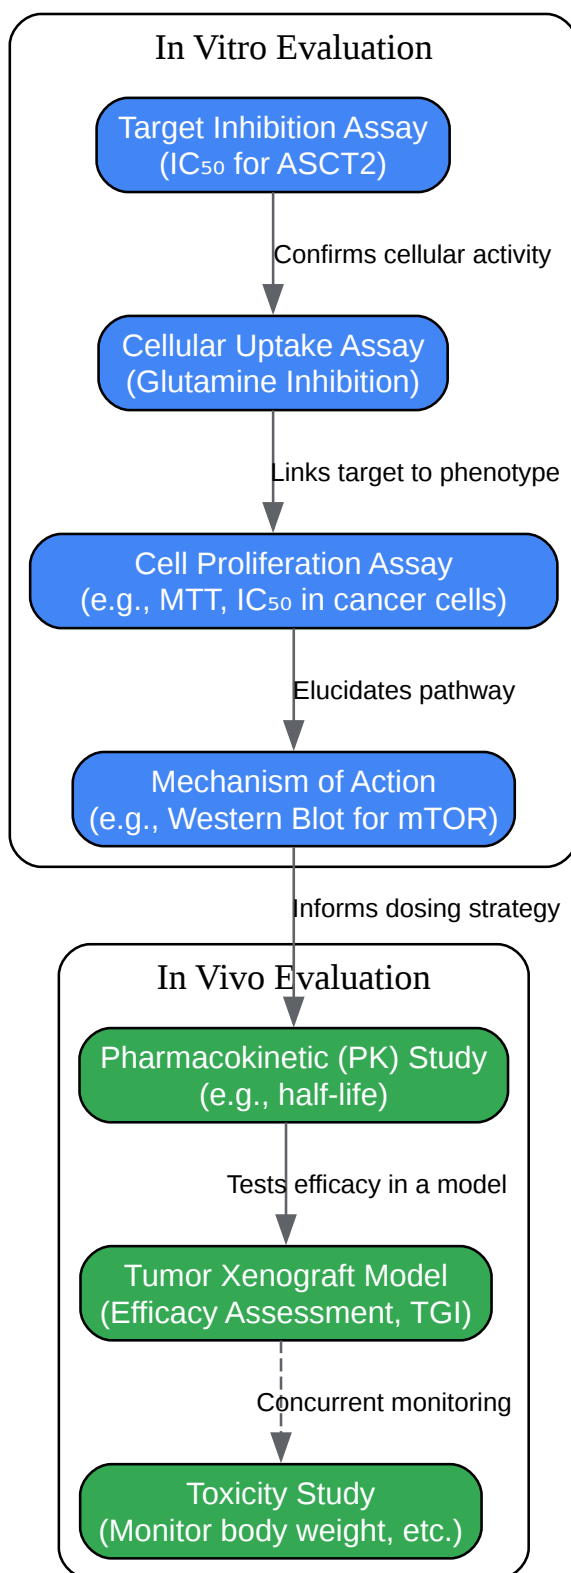 In Vitro Evaluation
Target Inhibition Assay
(IC₅₀ for ASCT2)
Confirms cellular activity
Cellular Uptake Assay
(Glutamine Inhibition)
Links target to phenotype
Cell Proliferation Assay
(e.g., MTT, IC₅₀ in cancer cells)
Elucidates pathway
Mechanism of Action
(e.g., Western Blot for mTOR)
Informs dosing strategy
In Vivo Evaluation
Pharmacokinetic (PK) Study
(e.g., half-life)
Tests efficacy in a model
Tumor Xenograft Model
(Efficacy Assessment, TGI)
Concurrent monitoring
Toxicity Study
(Monitor body weight, etc.)